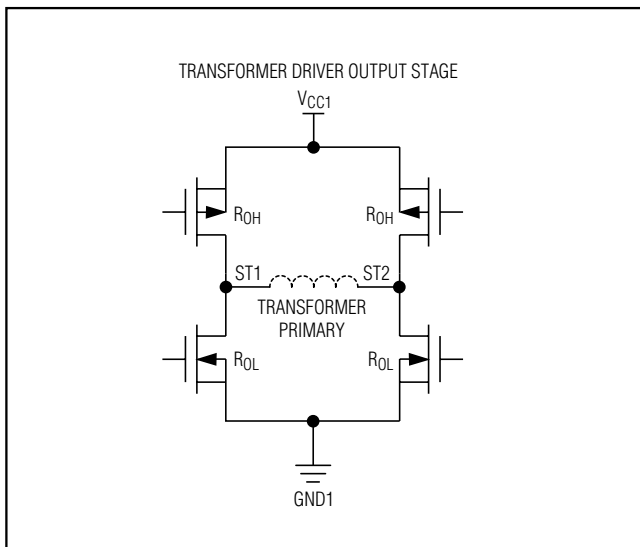 TRANSFORMER DRIVER OUTPUT STAGE
VCC1
ROH
ROH
ST1
ST2
TRANSFORMER
PRIMARY
ROL
ROL
GND1